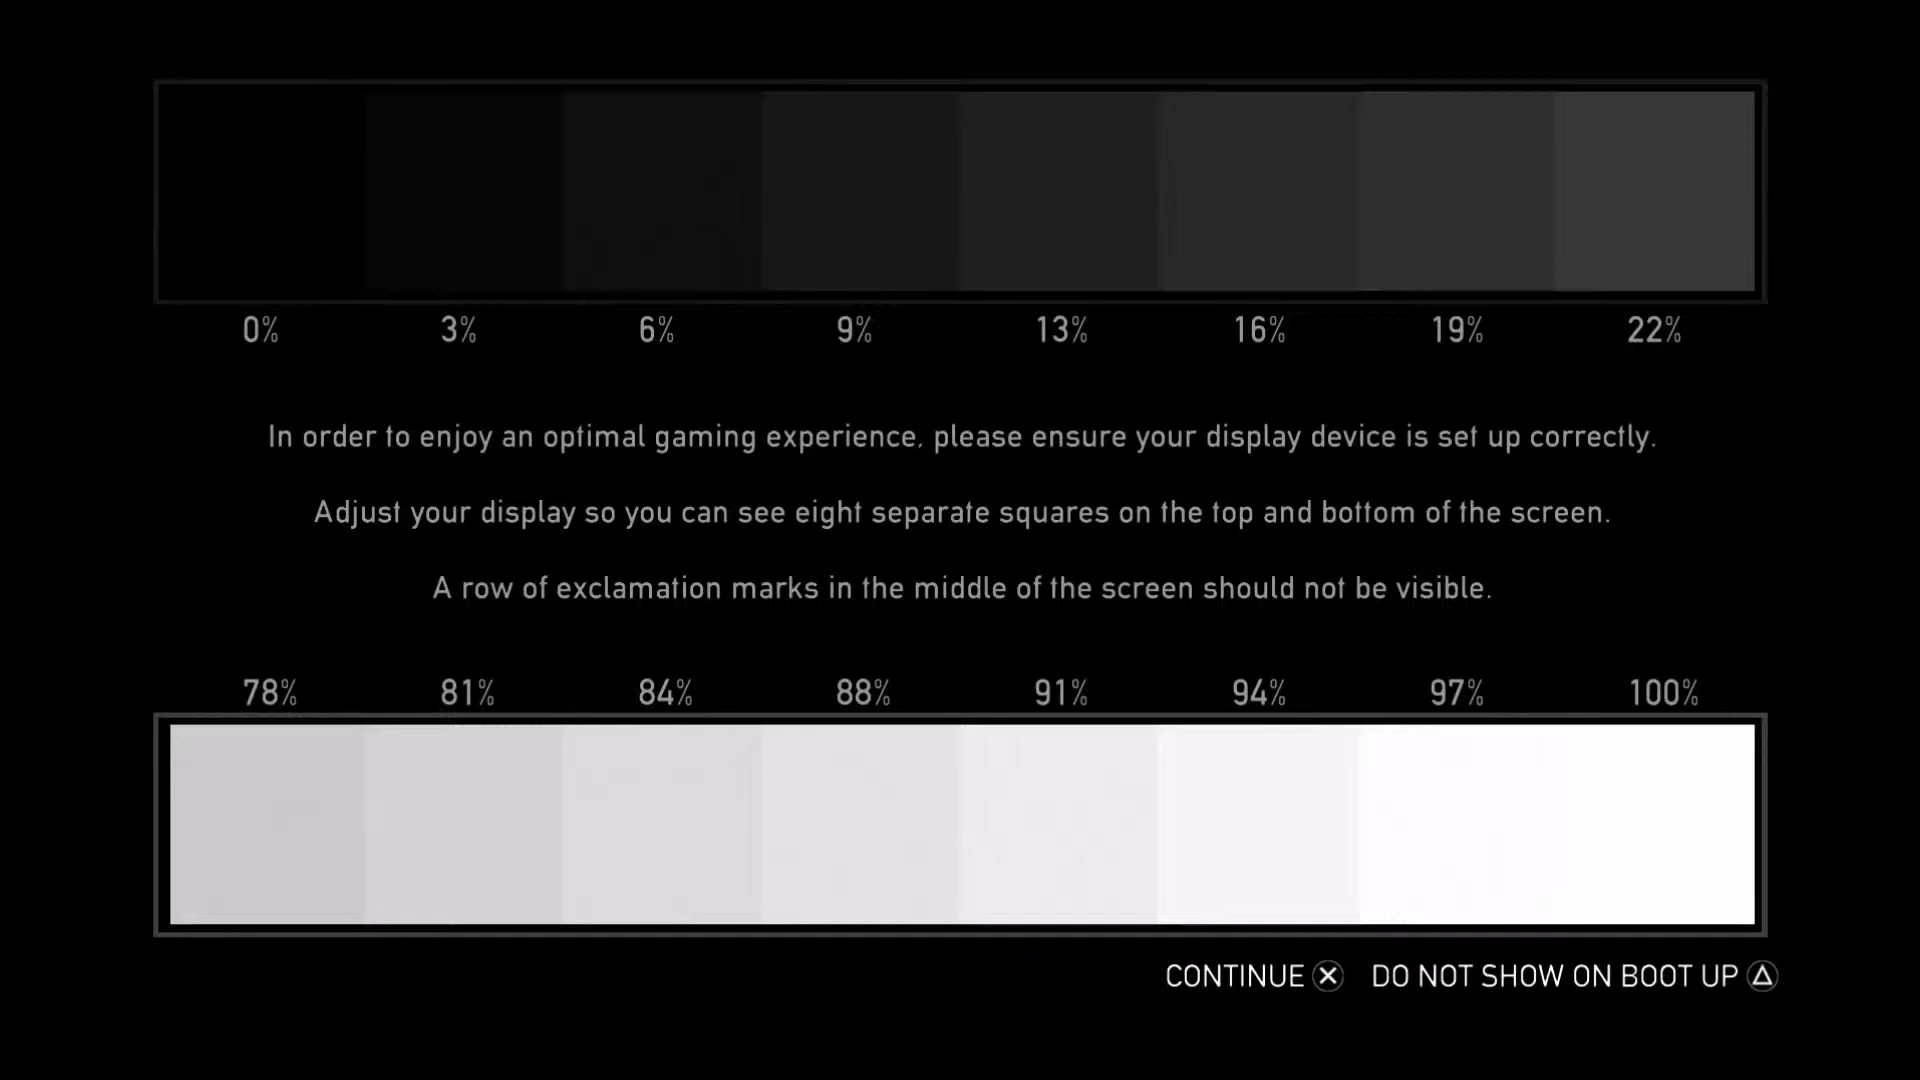 0% 3% 6% 9% 13% 16% 19% 22%
In order to enjoy an optimal gaming experience, please ensure your display device is set up correctly.
Adjust your display so you can see eight separate squares on the top and bottom of the screen.
A row of exclamation marks in the middle of the screen should not be visible.
78% 81% 84% 88% 91% 94% 97% 100%
CONTINUE DO NOT SHOW ON BOOT UP